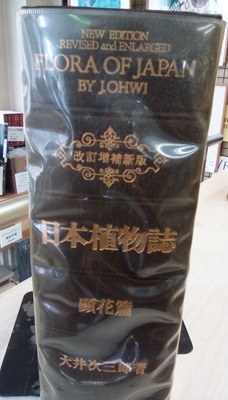 NEW EDITION
REVISED and ENLARGED
FLORA OF JAPAN
BY J.OHWI
改訂増補新版
日本植物誌
顕花篇
大井次三郎 著